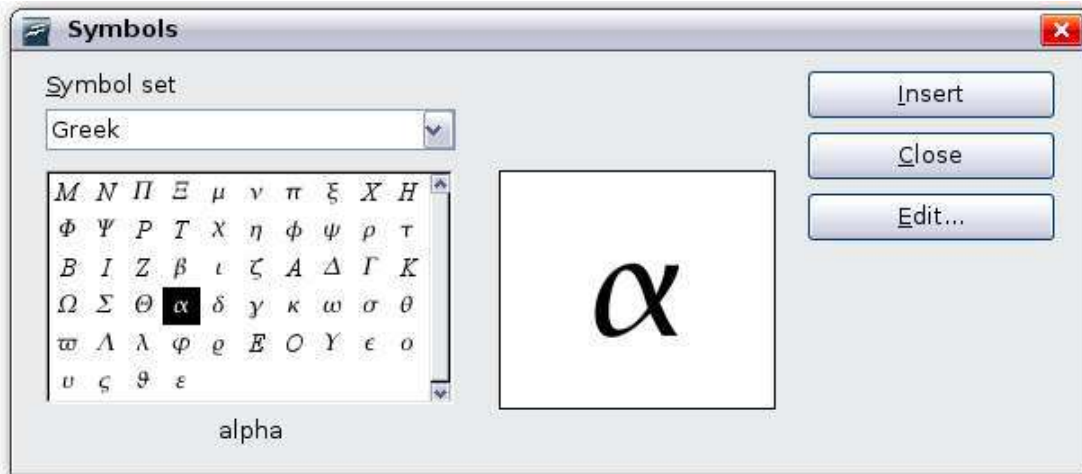 Symbols
Symbol set
Greek
Μ Ν Π Ξ μ ν π ξ Χ Η
Φ Ψ Ρ Τ χ η ϕ ψ ρ τ
Β Ι Ζ β ι ζ Α Δ Γ Κ
Ω Σ Θ α δ γ κ ω σ θ
ϖ Λ λ φ ϱ Ε Ο Υ ϵ ο
υ ς ϑ ε
alpha
α
Insert
Close
Edit...